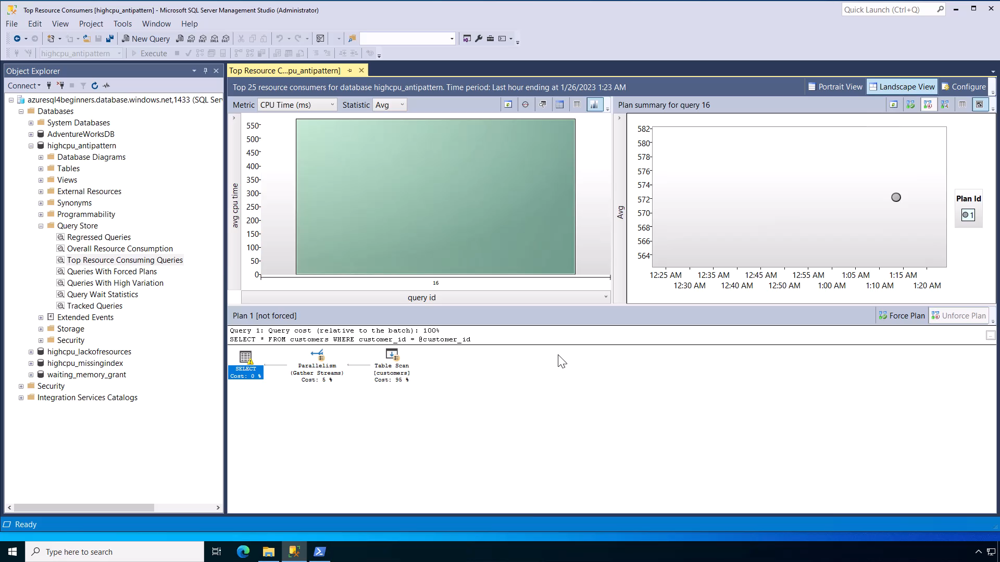 Top Resource Consumers [highcpu_antipattern] - Microsoft SQL Server Management Studio (Administrator)
Quick Launch (Ctrl+Q)
File Edit View Project Tools Window Help
New Query
MDX DMX XMLA DAX
highcpu_antipattern Execute
Object Explorer
Connect
azuresql4beginners.database.windows.net,1433 (SQL Ser
Databases
System Databases
AdventureWorksDB
highcpu_antipattern
Database Diagrams
Tables
Views
External Resources
Synonyms
Programmability
Query Store
Regressed Queries
Overall Resource Consumption
Top Resource Consuming Queries
Queries With Forced Plans
Queries With High Variation
Query Wait Statistics
Tracked Queries
Extended Events
Storage
Security
highcpu_lackofresources
highcpu_missingindex
waiting_memory_grant
Security
Integration Services Catalogs
Top Resource C...pu_antipattern]
Top 25 resource consumers for database highcpu_antipattern. Time period: Last hour ending at 1/26/2023 1:23 AM
Portrait View Landscape View Configure
Metric CPU Time (ms) Statistic Avg
550
500
450
400
350
300
250
200
150
100
50
0
avg cpu time
16
query id
Plan summary for query 16
582
580
578
576
574
572
570
568
566
564
Avg
12:25 AM 12:35 AM 12:45 AM 12:55 AM 1:05 AM 1:15 AM
12:30 AM 12:40 AM 12:50 AM 1:00 AM 1:10 AM 1:20 AM
Plan Id
1
Plan 1 [not forced]
Force Plan Unforce Plan
Query 1: Query cost (relative to the batch): 100%
SELECT * FROM customers WHERE customer_id = @customer_id
SELECT
Cost: 0 %
Parallelism
(Gather Streams)
Cost: 5 %
Table Scan
[customers]
Cost: 95 %
Ready
Type here to search